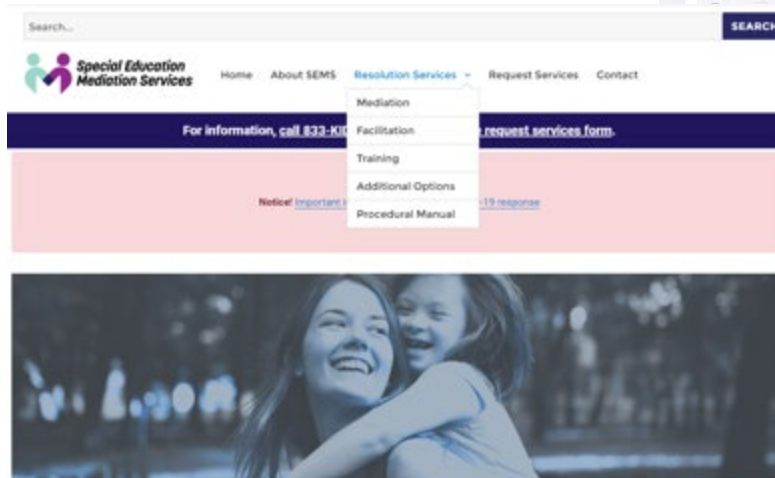 Search...
SEARCH
Special Education
Mediation Services
Home About SEMS Resolution Services Request Services Contact
Mediation
Facilitation
Training
Additional Options
Procedural Manual
For information, call 833-KID request services form.
Notice! Important -19 response